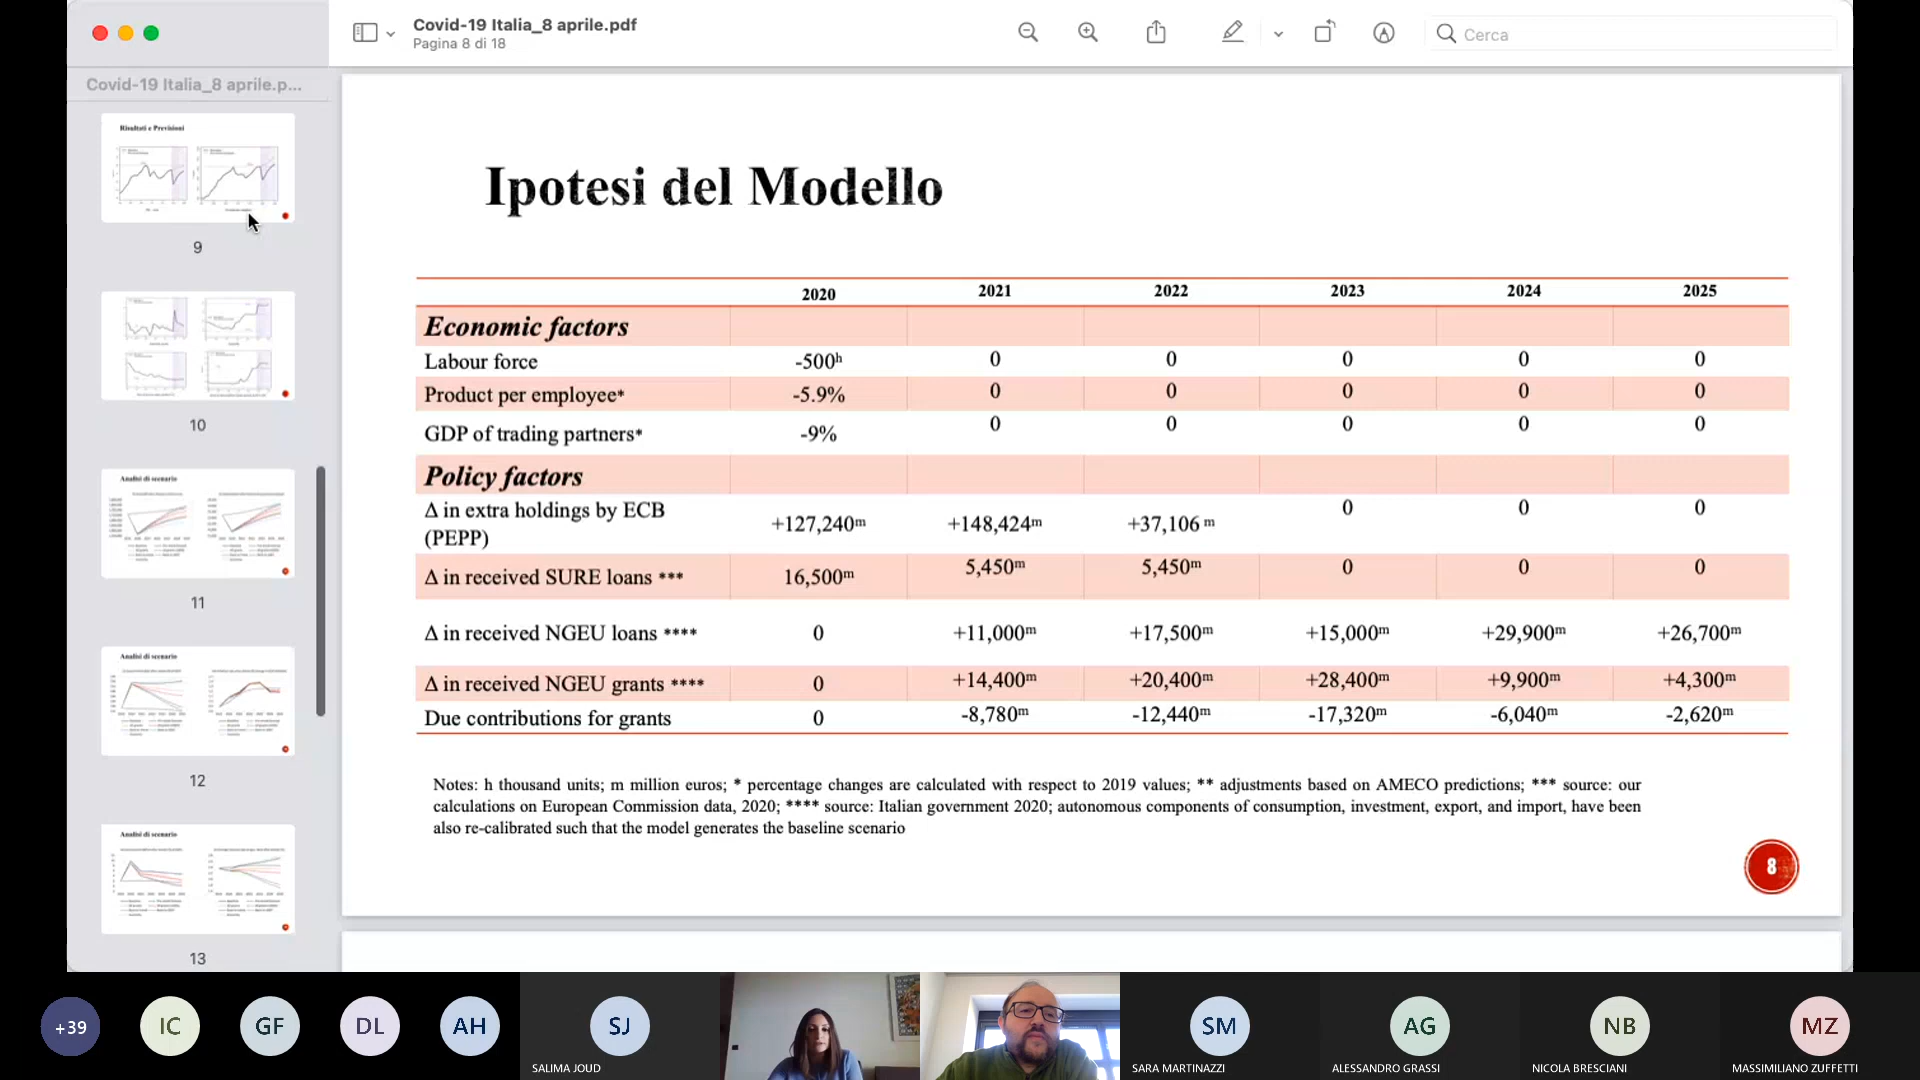 Covid-19 Italia_8 aprile.pdf
Pagina 8 di 18
Cerca
Covid-19 Italia_8 aprile.p...
Risultati e Previsioni
9
10
Analisi di scenario
11
Analisi di scenario
12
Analisi di scenario
13
Ipotesi del Modello
2020 2021 2022 2023 2024 2025
Economic factors
Labour force -500ʰ 0 0 0 0 0
Product per employee* -5.9% 0 0 0 0 0
GDP of trading partners* -9% 0 0 0 0 0
Policy factors
Δ in extra holdings by ECB
(PEPP) +127,240ᵐ +148,424ᵐ +37,106 ᵐ 0 0 0
Δ in received SURE loans *** 16,500ᵐ 5,450ᵐ 5,450ᵐ 0 0 0
Δ in received NGEU loans **** 0 +11,000ᵐ +17,500ᵐ +15,000ᵐ +29,900ᵐ +26,700ᵐ
Δ in received NGEU grants **** 0 +14,400ᵐ +20,400ᵐ +28,400ᵐ +9,900ᵐ +4,300ᵐ
Due contributions for grants 0 -8,780ᵐ -12,440ᵐ -17,320ᵐ -6,040ᵐ -2,620ᵐ
Notes: h thousand units; m million euros; * percentage changes are calculated with respect to 2019 values; ** adjustments based on AMECO predictions; *** source: our
calculations on European Commission data, 2020; **** source: Italian government 2020; autonomous components of consumption, investment, export, and import, have been
also re-calibrated such that the model generates the baseline scenario
8
+39 IC GF DL AH SJ SM AG NB MZ
SALIMA JOUD SARA MARTINAZZI ALESSANDRO GRASSI NICOLA BRESCIANI MASSIMILIANO ZUFFETTI